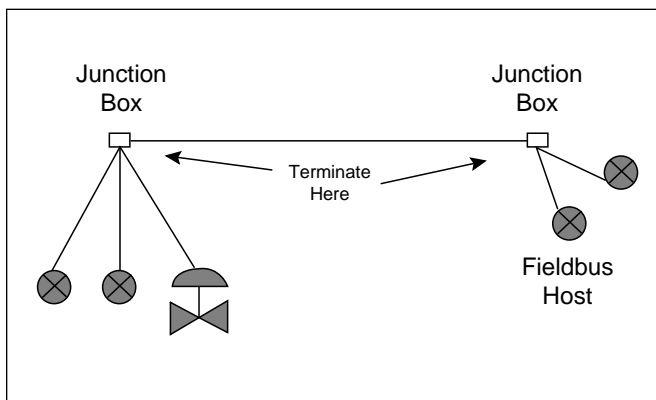 Junction
Box
Junction
Box
Terminate
Here
Fieldbus
Host